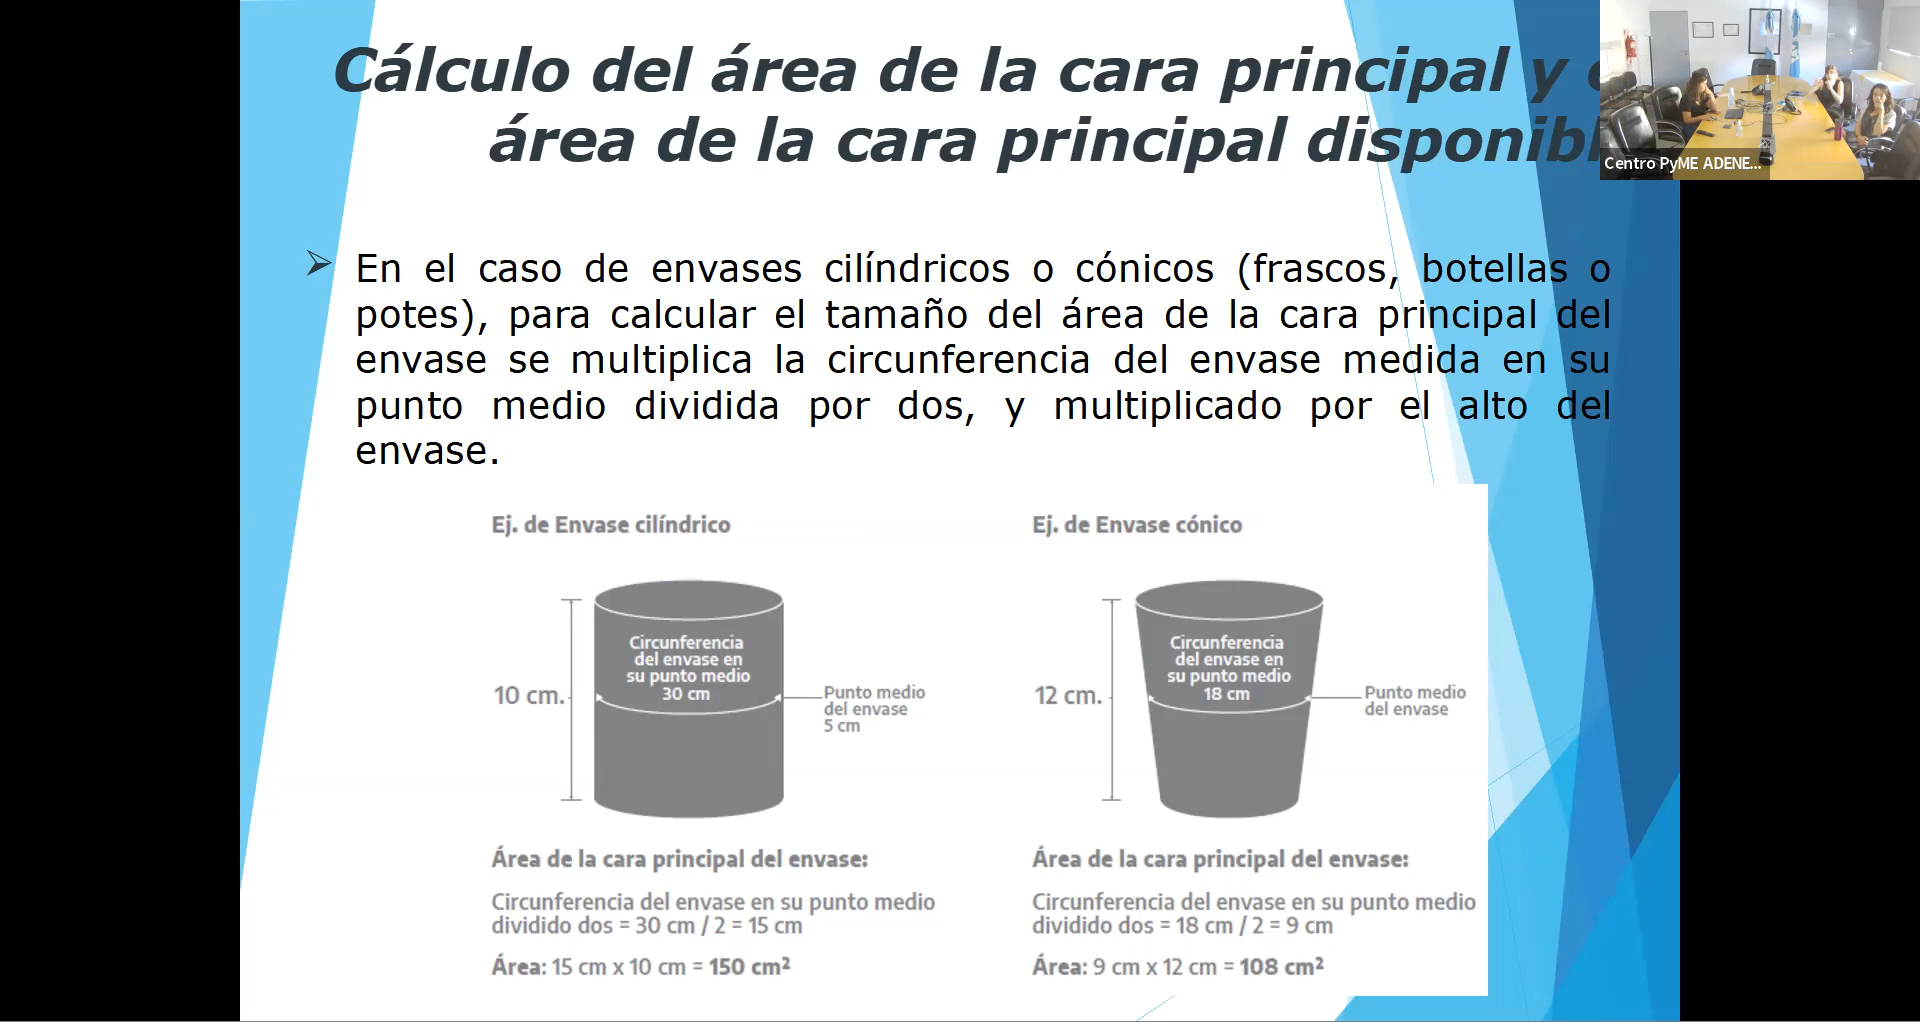 Cálculo del área de la cara principal y
área de la cara principal
Centro PyME ADENE...
➢ En el caso de envases cilíndricos o cónicos (frascos, botellas o
potes), para calcular el tamaño del área de la cara principal del
envase se multiplica la circunferencia del envase medida en su
punto medio dividida por dos, y multiplicado por el alto del
envase.
Ej. de Envase cilíndrico
Circunferencia
del envase en
su punto medio
30 cm
10 cm.
Punto medio
del envase
5 cm
Área de la cara principal del envase:
Circunferencia del envase en su punto medio
dividido dos = 30 cm / 2 = 15 cm
Área: 15 cm x 10 cm = 150 cm²
Ej. de Envase cónico
Circunferencia
del envase en
su punto medio
18 cm
12 cm.
Punto medio
del envase
Área de la cara principal del envase:
Circunferencia del envase en su punto medio
dividido dos = 18 cm / 2 = 9 cm
Área: 9 cm x 12 cm = 108 cm²